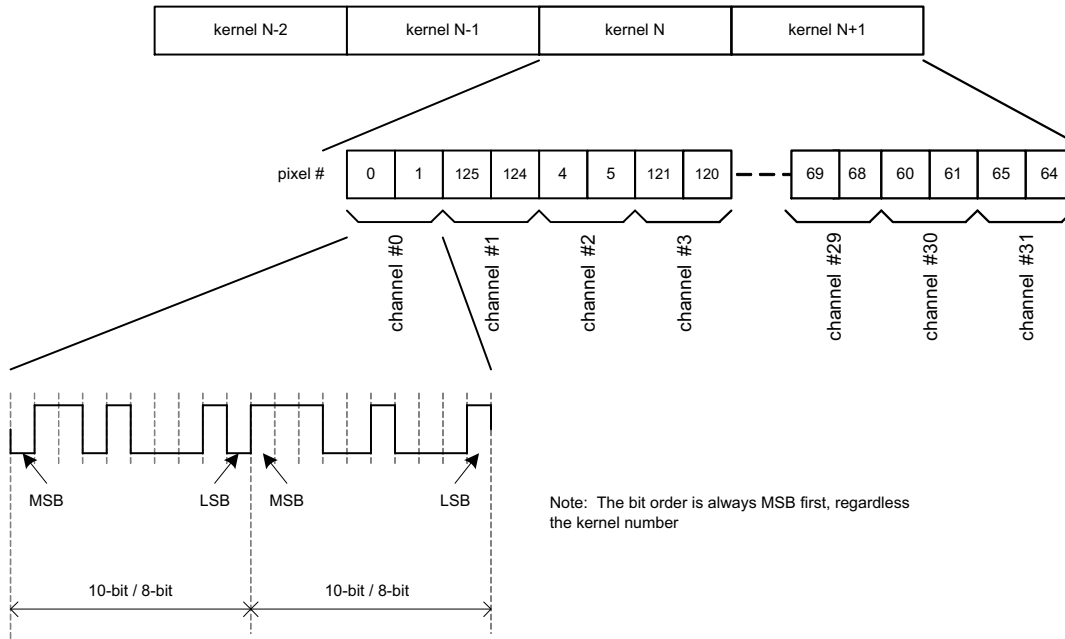 kernel N-2 kernel N-1 kernel N kernel N+1
pixel # 0 1 125 124 4 5 121 120 69 68 60 61 65 64
channel #0
channel #1
channel #2
channel #3
channel #29
channel #30
channel #31
MSB LSB MSB LSB
Note: The bit order is always MSB first, regardless
the kernel number
10-bit / 8-bit 10-bit / 8-bit